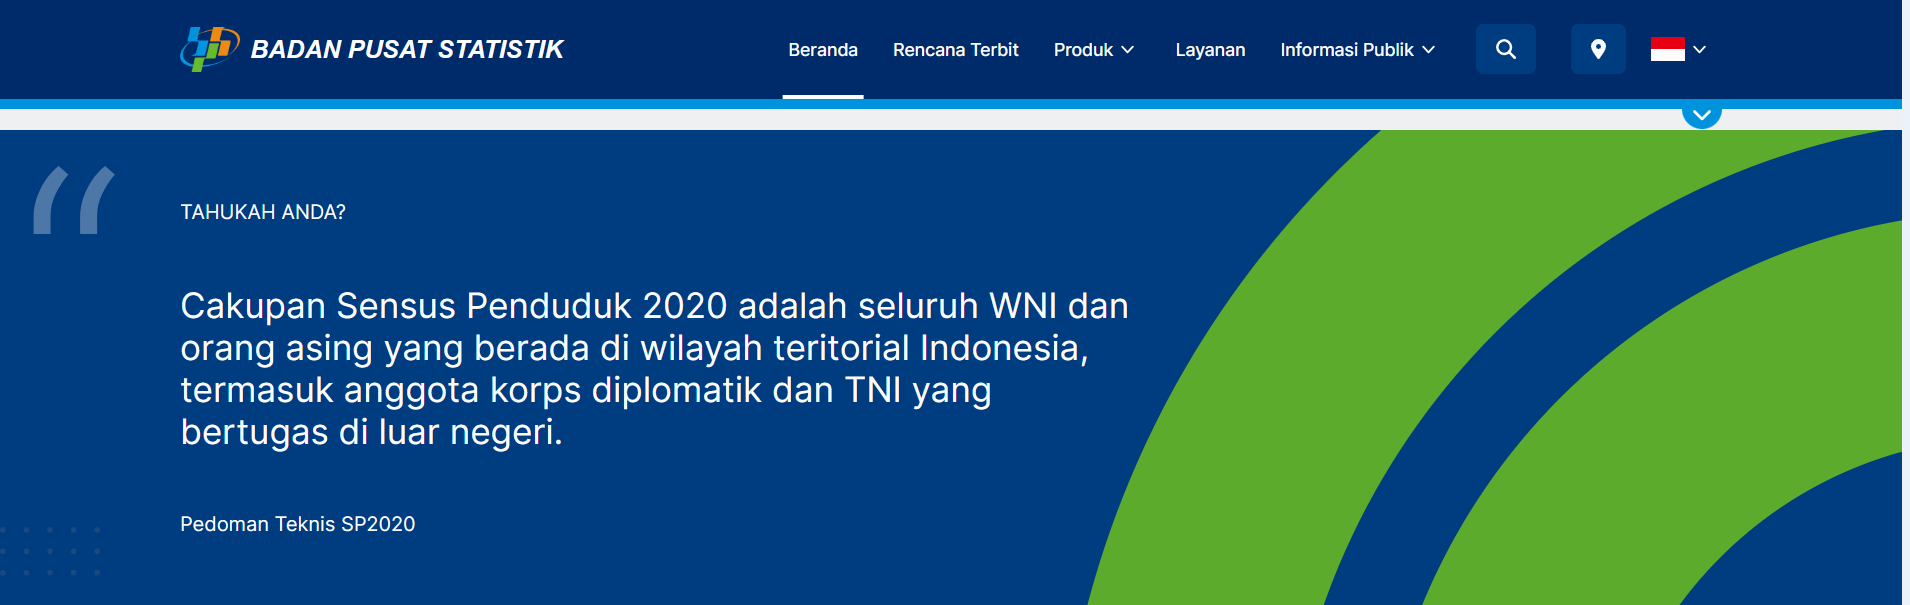 BADAN PUSAT STATISTIK
Beranda
Rencana Terbit
Produk
Layanan
Informasi Publik
TAHUKAH ANDA?
Cakupan Sensus Penduduk 2020 adalah seluruh WNI dan
orang asing yang berada di wilayah teritorial Indonesia,
termasuk anggota korps diplomatik dan TNI yang
bertugas di luar negeri.
Pedoman Teknis SP2020